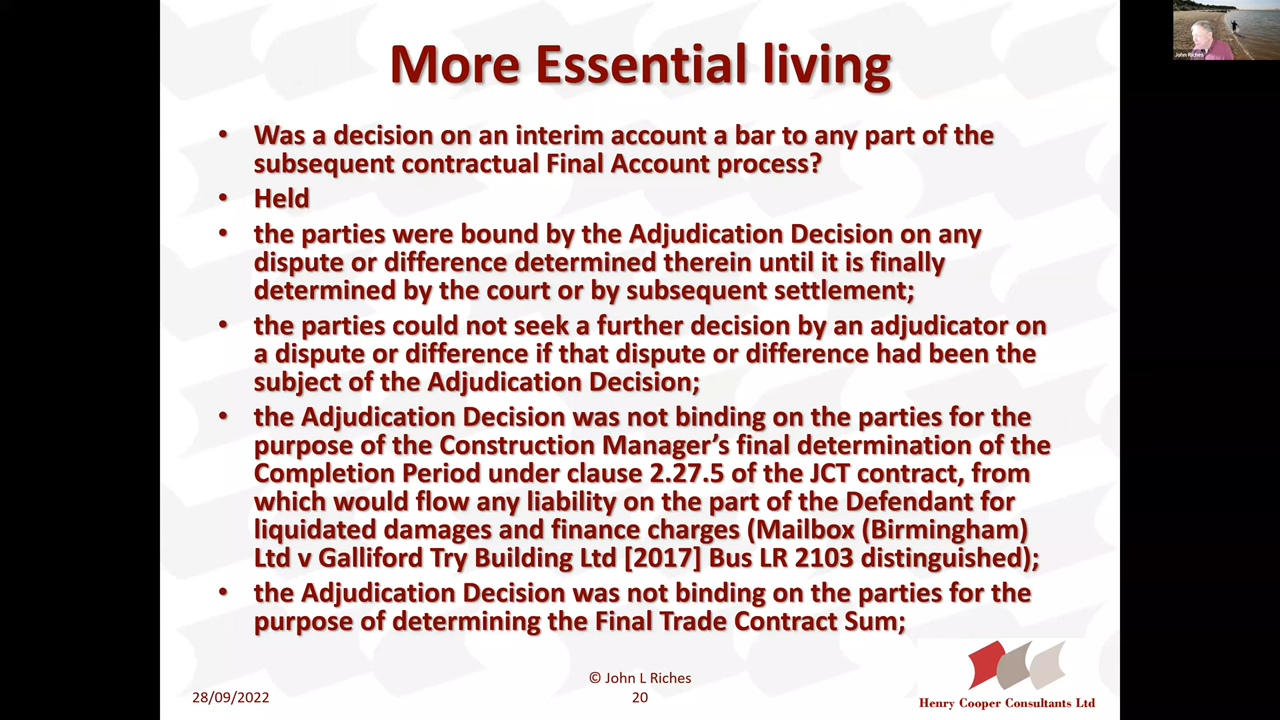 More Essential living
• Was a decision on an interim account a bar to any part of the
subsequent contractual Final Account process?
• Held
• the parties were bound by the Adjudication Decision on any
dispute or difference determined therein until it is finally
determined by the court or by subsequent settlement;
• the parties could not seek a further decision by an adjudicator on
a dispute or difference if that dispute or difference had been the
subject of the Adjudication Decision;
• the Adjudication Decision was not binding on the parties for the
purpose of the Construction Manager’s final determination of the
Completion Period under clause 2.27.5 of the JCT contract, from
which would flow any liability on the part of the Defendant for
liquidated damages and finance charges (Mailbox (Birmingham)
Ltd v Galliford Try Building Ltd [2017] Bus LR 2103 distinguished);
• the Adjudication Decision was not binding on the parties for the
purpose of determining the Final Trade Contract Sum;
© John L Riches
28/09/2022
20
Henry Cooper Consultants Ltd
John Riches